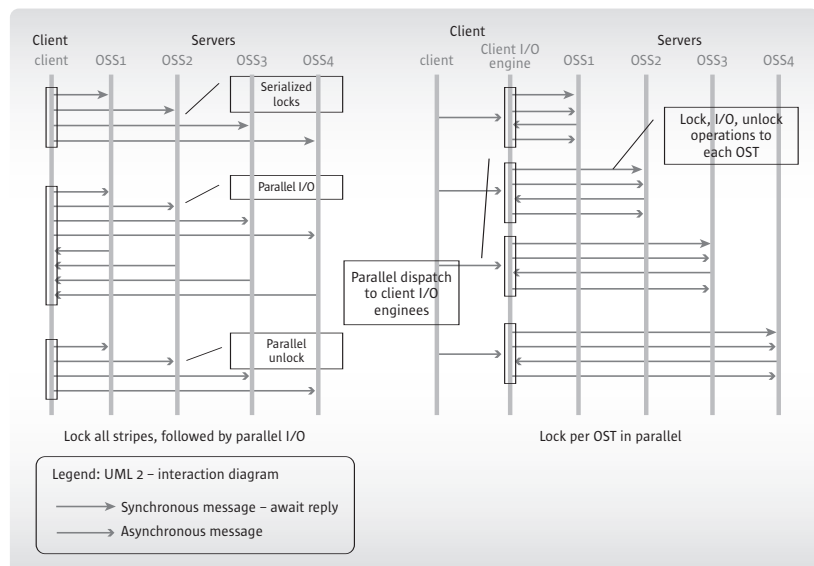 Client
Servers
client
OSS1
OSS2
OSS3
OSS4
Serialized
locks
Parallel I/O
Parallel
unlock
Lock all stripes, followed by parallel I/O
Client
Servers
client
Client I/O
engine
OSS1
OSS2
OSS3
OSS4
Lock, I/O, unlock
operations to
each OST
Parallel dispatch
to client I/O
enginees
Lock per OST in parallel
Legend: UML 2 – interaction diagram
Synchronous message – await reply
Asynchronous message